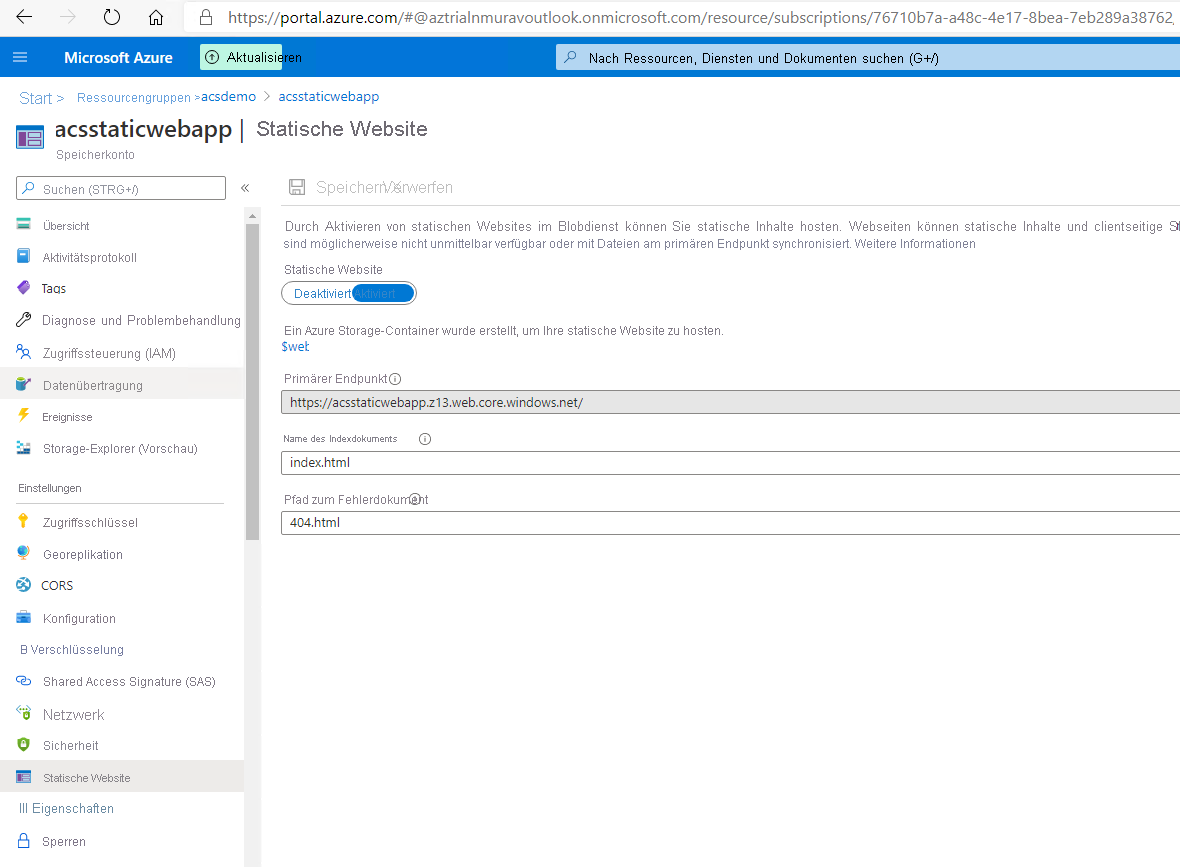 https://portal.azure.com/#@aztrialnmuravoutlook.onmicrosoft.com/resource/subscriptions/76710b7a-a48c-4e17-8bea-7eb289a38762,
Microsoft Azure
Aktualisieren
Nach Ressourcen, Diensten und Dokumenten suchen (G+/)
Start > Ressourcengruppen >acsdemo > acsstaticwebapp
acsstaticwebapp | Statische Website
Speicherkonto
Suchen (STRG+/)
«
Speichern
Verwerfen
Übersicht
Aktivitätsprotokoll
Tags
Diagnose und Problembehandlung
Zugriffssteuerung (IAM)
Datenübertragung
Ereignisse
Storage-Explorer (Vorschau)
Einstellungen
Zugriffsschlüssel
Georeplikation
CORS
Konfiguration
B Verschlüsselung
Shared Access Signature (SAS)
Netzwerk
Sicherheit
Statische Website
III Eigenschaften
Sperren
Durch Aktivieren von statischen Websites im Blobdienst können Sie statische Inhalte hosten. Webseiten können statische Inhalte und clientseitige
sind möglicherweise nicht unmittelbar verfügbar oder mit Dateien am primären Endpunkt synchronisiert. Weitere Informationen
Statische Website
Deaktiviert Aktiviert
Ein Azure Storage-Container wurde erstellt, um Ihre statische Website zu hosten.
$web
Primärer Endpunkt
https://acsstaticwebapp.z13.web.core.windows.net/
Name des Indexdokuments
index.html
Pfad zum Fehlerdokument
404.html